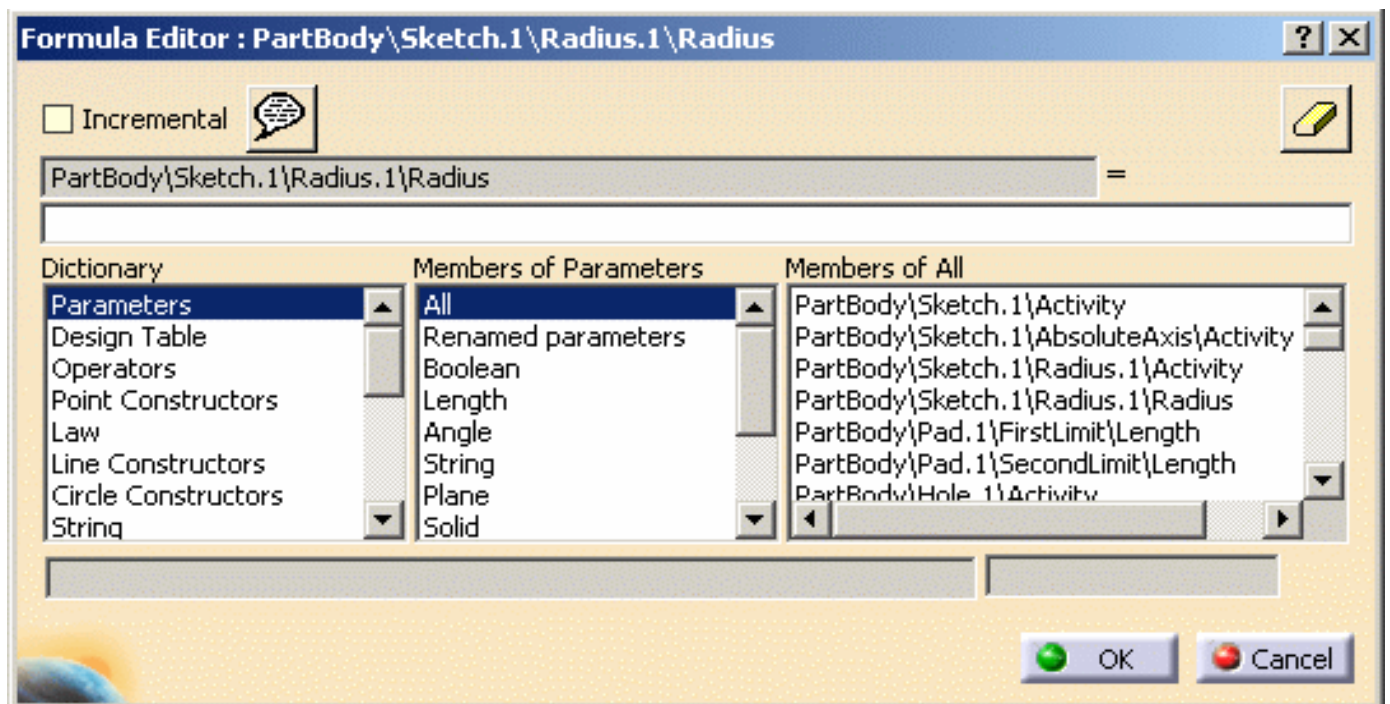 Formula Editor : PartBody\Sketch.1\Radius.1\Radius
Incremental
PartBody\Sketch.1\Radius.1\Radius =
Dictionary
Parameters
Design Table
Operators
Point Constructors
Law
Line Constructors
Circle Constructors
String
Members of Parameters
All
Renamed parameters
Boolean
Length
Angle
String
Plane
Solid
Members of All
PartBody\Sketch.1\Activity
PartBody\Sketch.1\AbsoluteAxis\Activity
PartBody\Sketch.1\Radius.1\Activity
PartBody\Sketch.1\Radius.1\Radius
PartBody\Pad.1\FirstLimit\Length
PartBody\Pad.1\SecondLimit\Length
PartBody\Hole.1\Activity
OK
Cancel